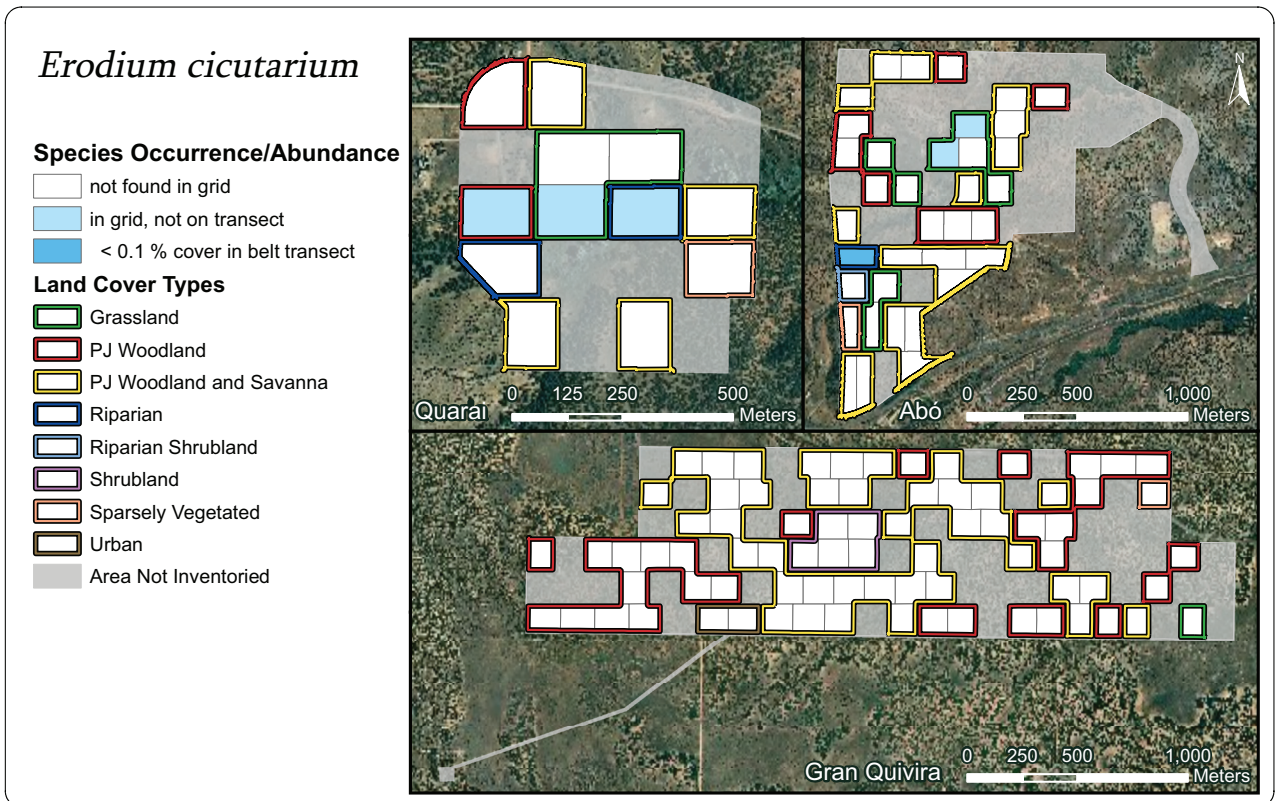 Erodium cicutarium
Species Occurrence/Abundance
not found in grid
in grid, not on transect
< 0.1 % cover in belt transect
Land Cover Types
Grassland
PJ Woodland
PJ Woodland and Savanna
Riparian
Riparian Shrubland
Shrubland
Sparsely Vegetated
Urban
Area Not Inventoried
0 125 250 500
Quarai Meters
N
0 250 500 1,000
Abó Meters
0 250 500 1,000
Gran Quivira Meters